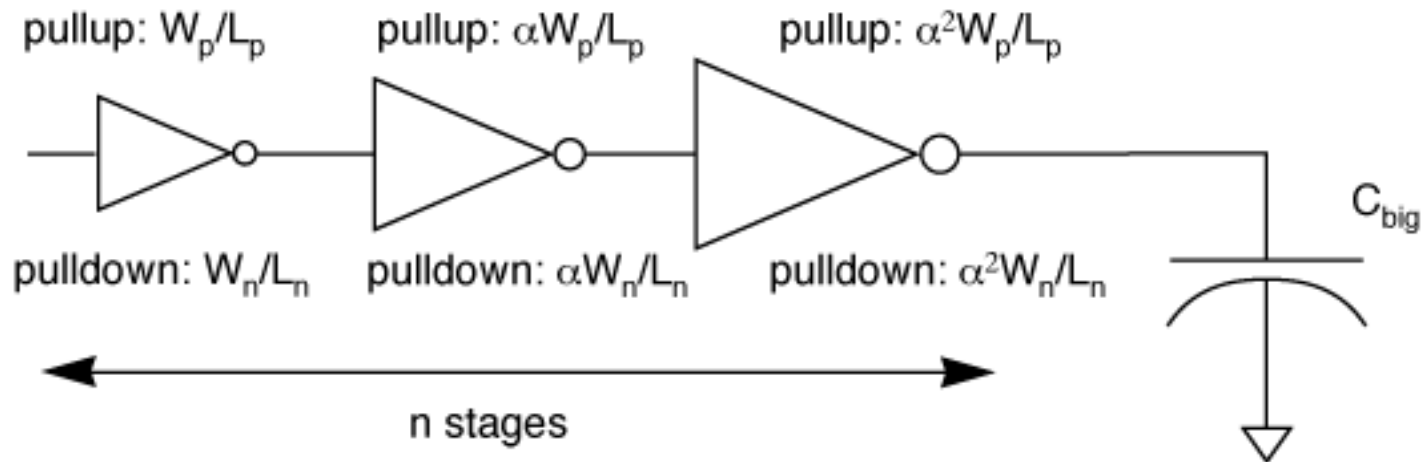 pullup: Wp/Lp pullup: αWp/Lp pullup: α²Wp/Lp
Cbig
pulldown: Wn/Ln pulldown: αWn/Ln pulldown: α²Wn/Ln
n stages